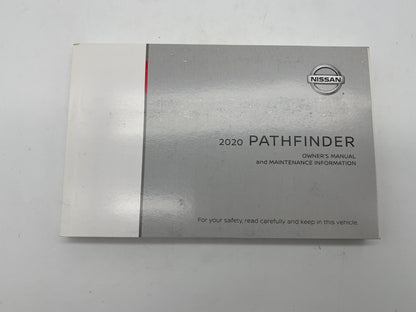 NISSAN
2020 PATHFINDER
OWNER'S MANUAL
and MAINTENANCE INFORMATION
For your safety, read carefully and keep in this vehicle.